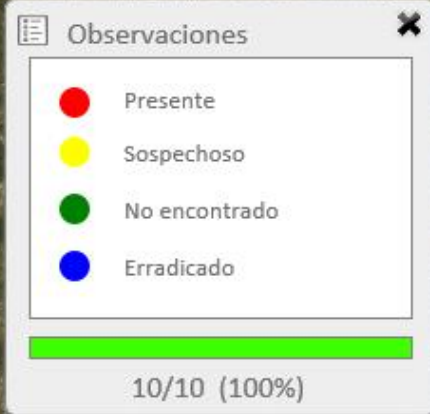 Observaciones
Presente
Sospechoso
No encontrado
Erradicado
10/10 (100%)